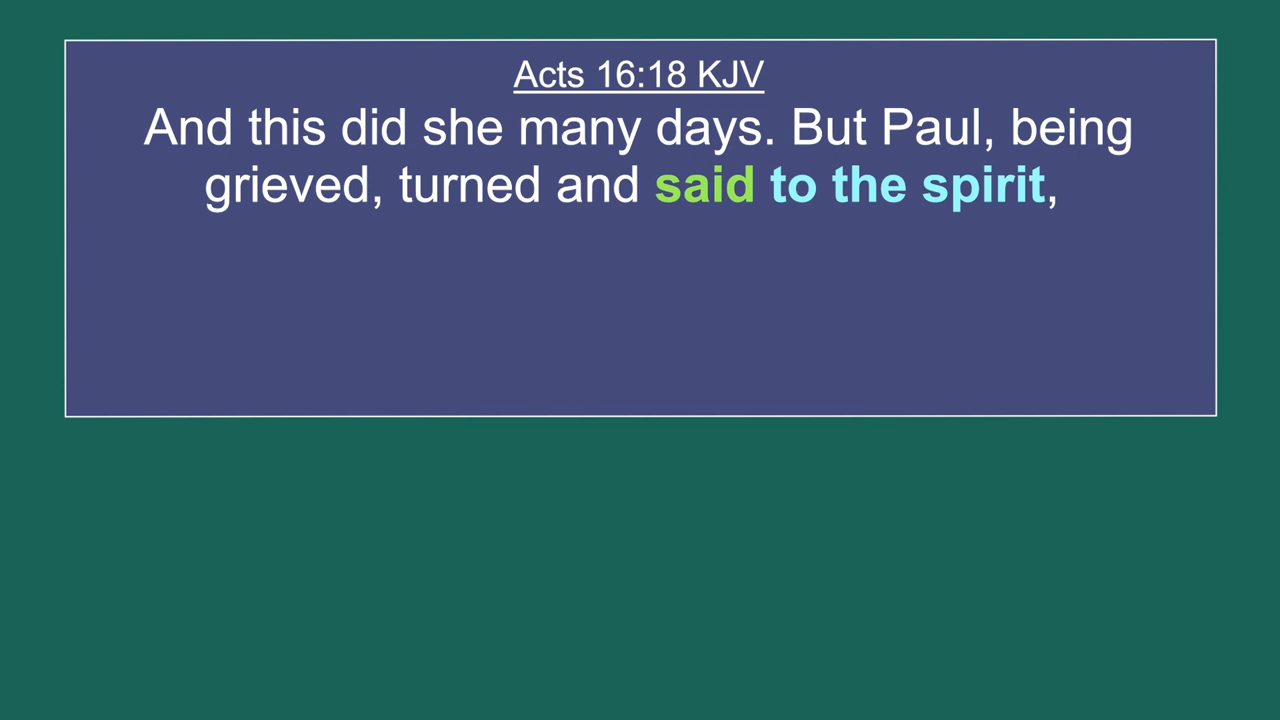 Acts 16:18 KJV
And this did she many days. But Paul, being
grieved, turned and said to the spirit,